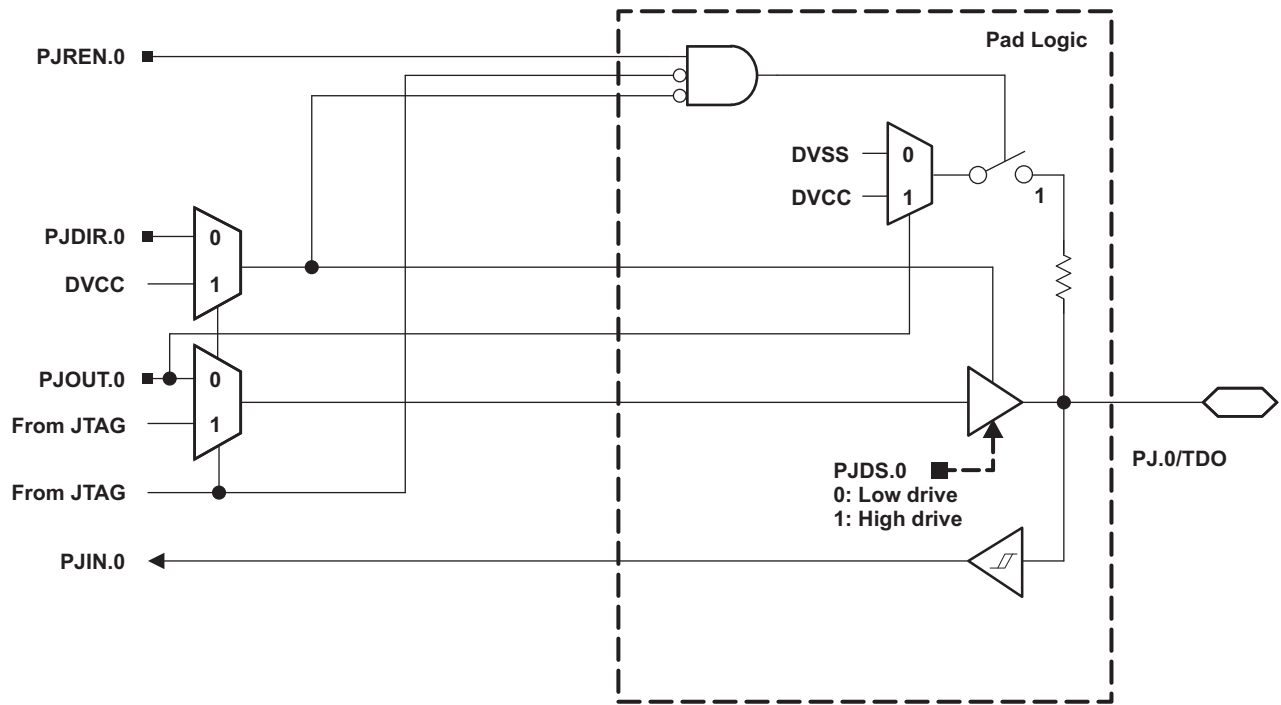 Pad Logic
PJREN.0
DVSS
0
DVCC
1
1
PJDIR.0
0
DVCC
1
PJOUT.0
0
From JTAG
1
PJDS.0
0: Low drive
1: High drive
PJ.0/TDO
From JTAG
PJIN.0